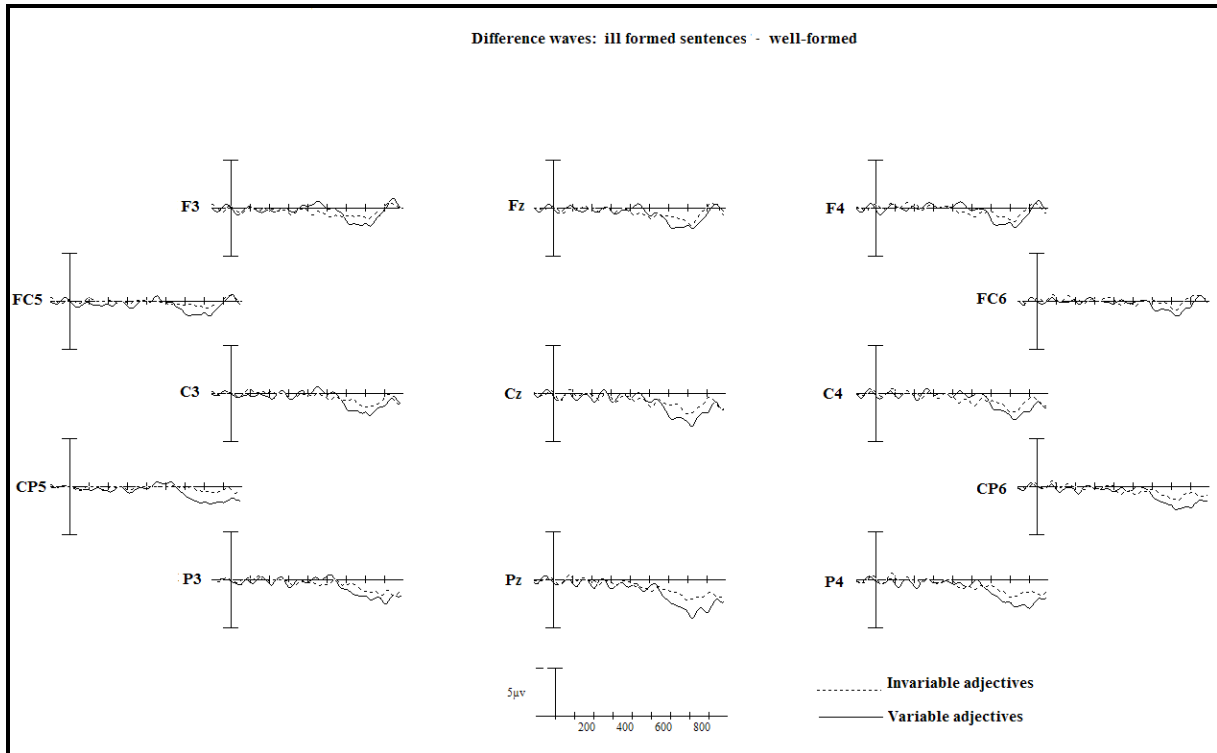 Difference waves: ill formed sentences - well-formed
F3 Fz F4
FC5 FC6
C3 Cz C4
CP5 CP6
P3 Pz P4
5µv
200 400 600 800
Invariable adjectives
Variable adjectives